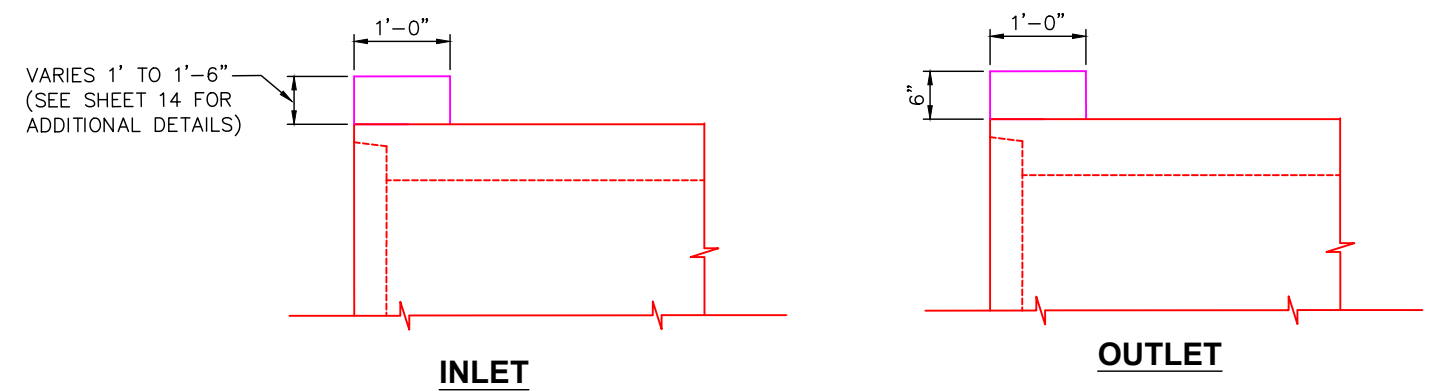 1'-0"
VARIES 1' TO 1'-6"
(SEE SHEET 14 FOR
ADDITIONAL DETAILS)
INLET
1'-0"
6"
OUTLET